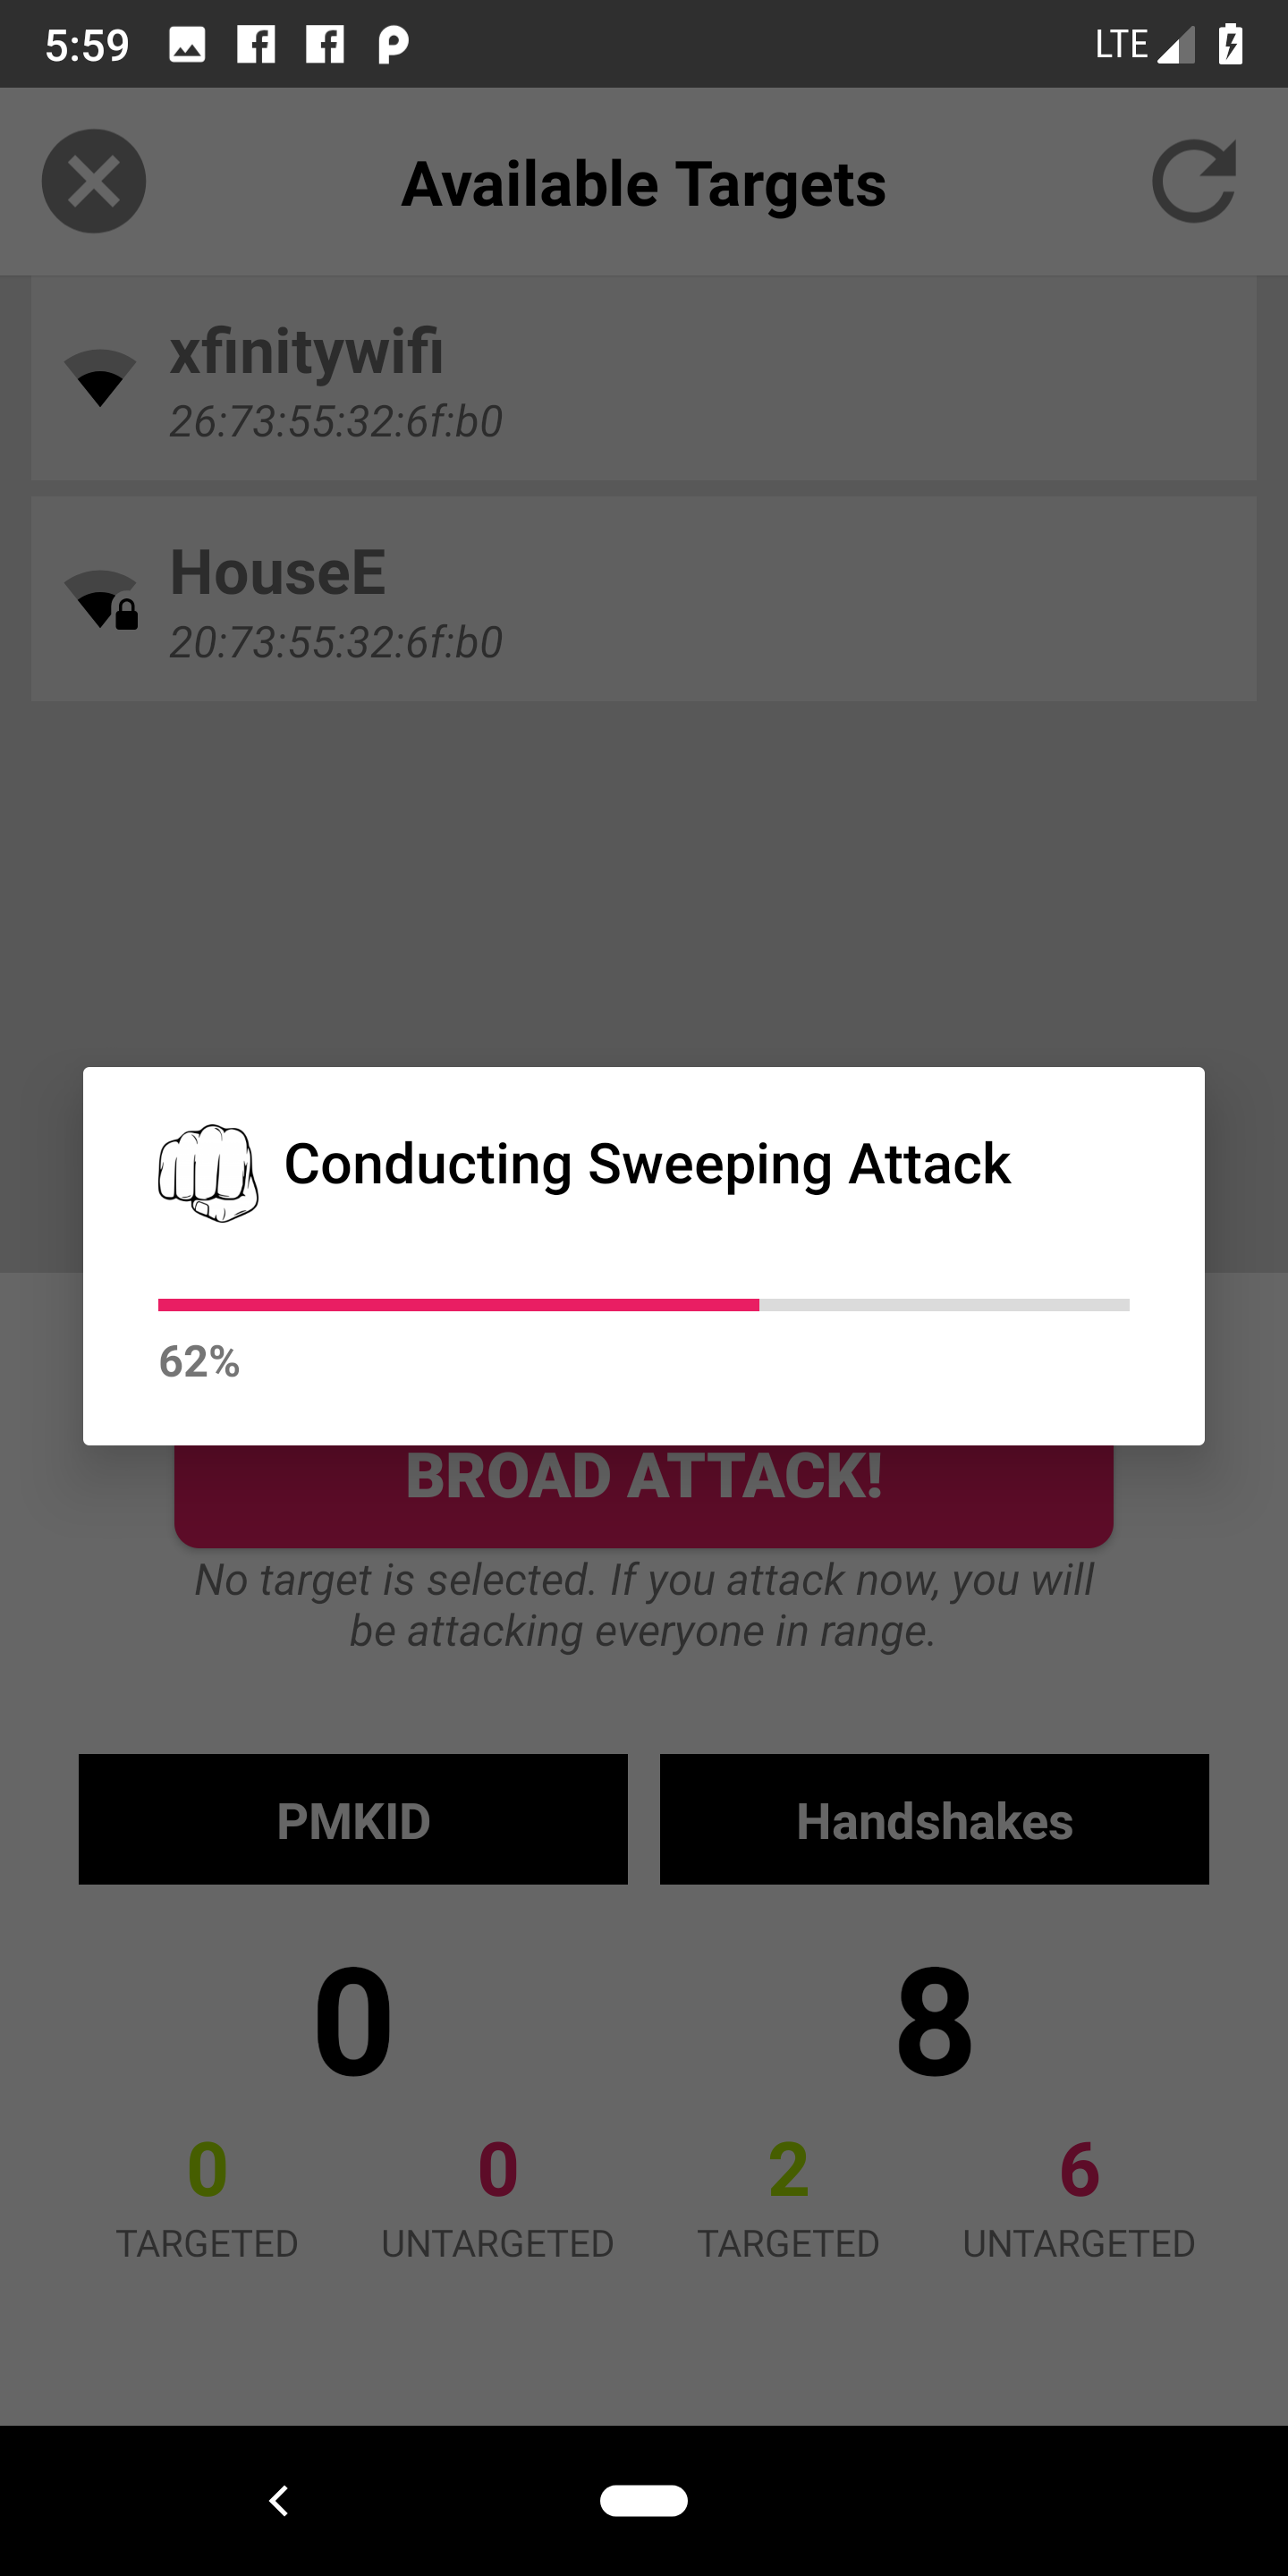 5:59
LTE
Available Targets
xfinitywifi
26:73:55:32:6f:b0
HouseE
20:73:55:32:6f:b0
Conducting Sweeping Attack
62%
BROAD ATTACK!
No target is selected. If you attack now, you will
be attacking everyone in range.
PMKID Handshakes
0 8
0 0 2 6
TARGETED UNTARGETED TARGETED UNTARGETED